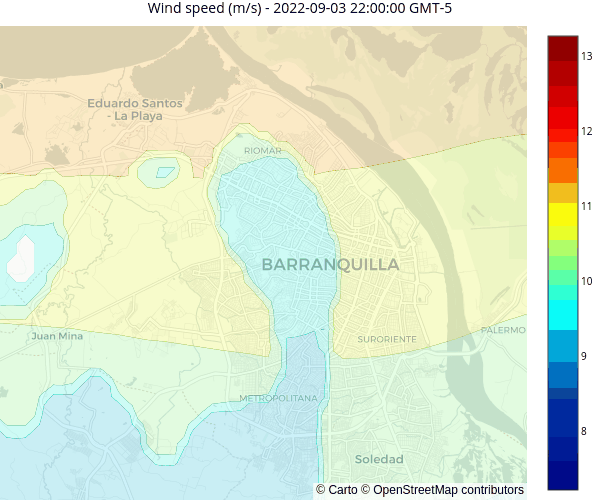 Wind speed (m/s) - 2022-09-03 22:00:00 GMT-5
Eduardo Santos
- La Playa
RIOMAR
BARRANQUILLA
Juan Mina
SURORIENTE
PALERMO
METROPOLITANA
Soledad
© Carto © OpenStreetMap contributors
13
12
11
10
9
8